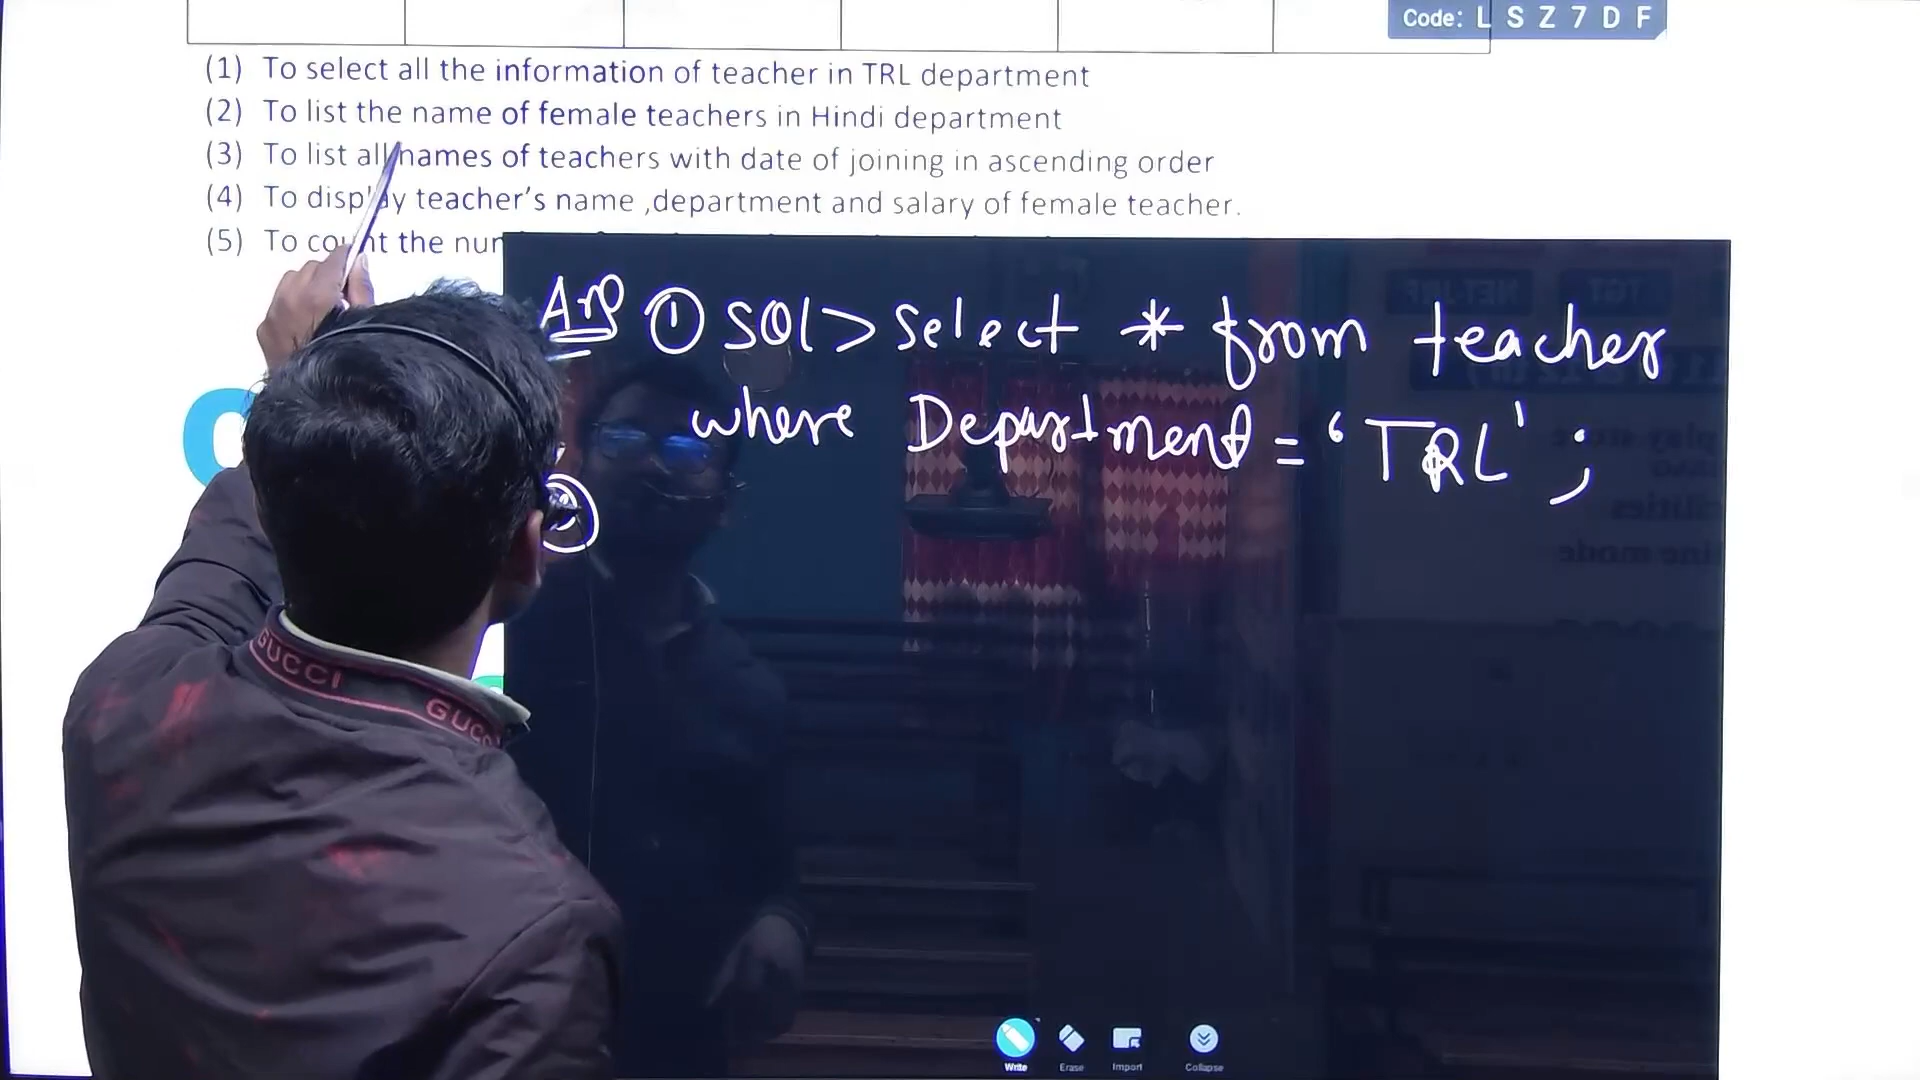 Code: L S Z 7 D F
(1) To select all the information of teacher in TRL department
(2) To list the name of female teachers in Hindi department
(3) To list all names of teachers with date of joining in ascending order
(4) To display teacher's name ,department and salary of female teacher.
(5) To count the
Ans ① SQL> Select * from teacher
where Department = 'TRL' ;
②
GUCCI
GUCCI
Write Erase Import Collapse